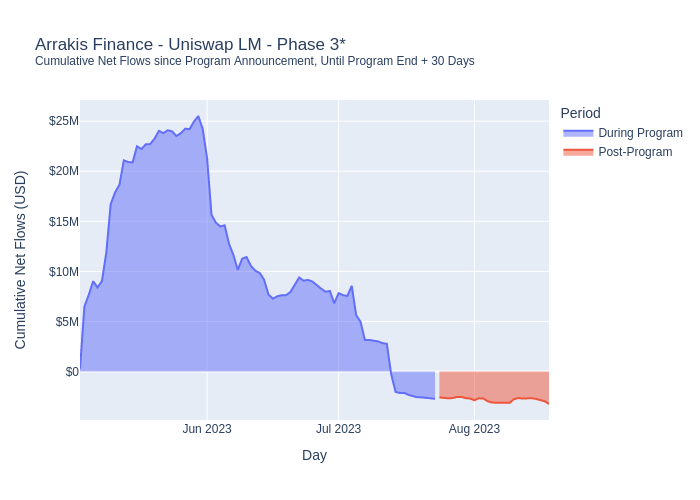 Arrakis Finance - Uniswap LM - Phase 3*
Cumulative Net Flows since Program Announcement, Until Program End + 30 Days
Period
During Program
Post-Program
Cumulative Net Flows (USD)
$25M
$20M
$15M
$10M
$5M
$0
Jun 2023
Jul 2023
Aug 2023
Day